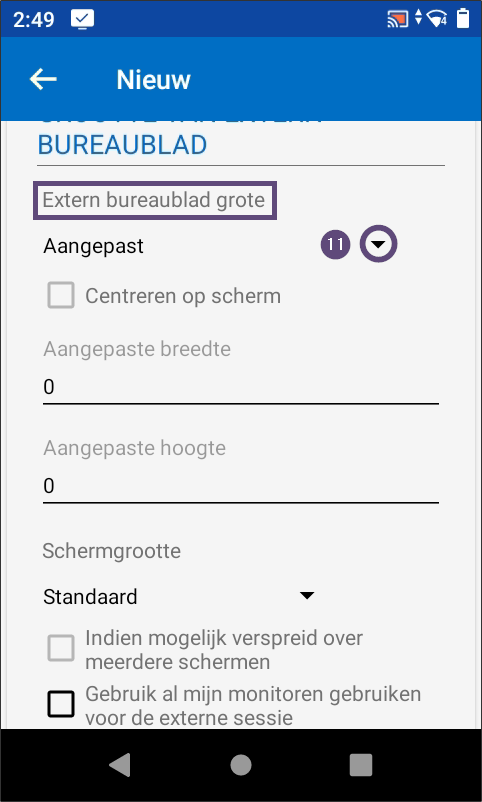 2:49
4
Nieuw
BUREAUBLAD
Extern bureaublad grote
Aangepast
11
Centreren op scherm
Aangepaste breedte
0
Aangepaste hoogte
0
Schermgrootte
Standaard
Indien mogelijk verspreid over
meerdere schermen
Gebruik al mijn monitoren gebruiken
voor de externe sessie